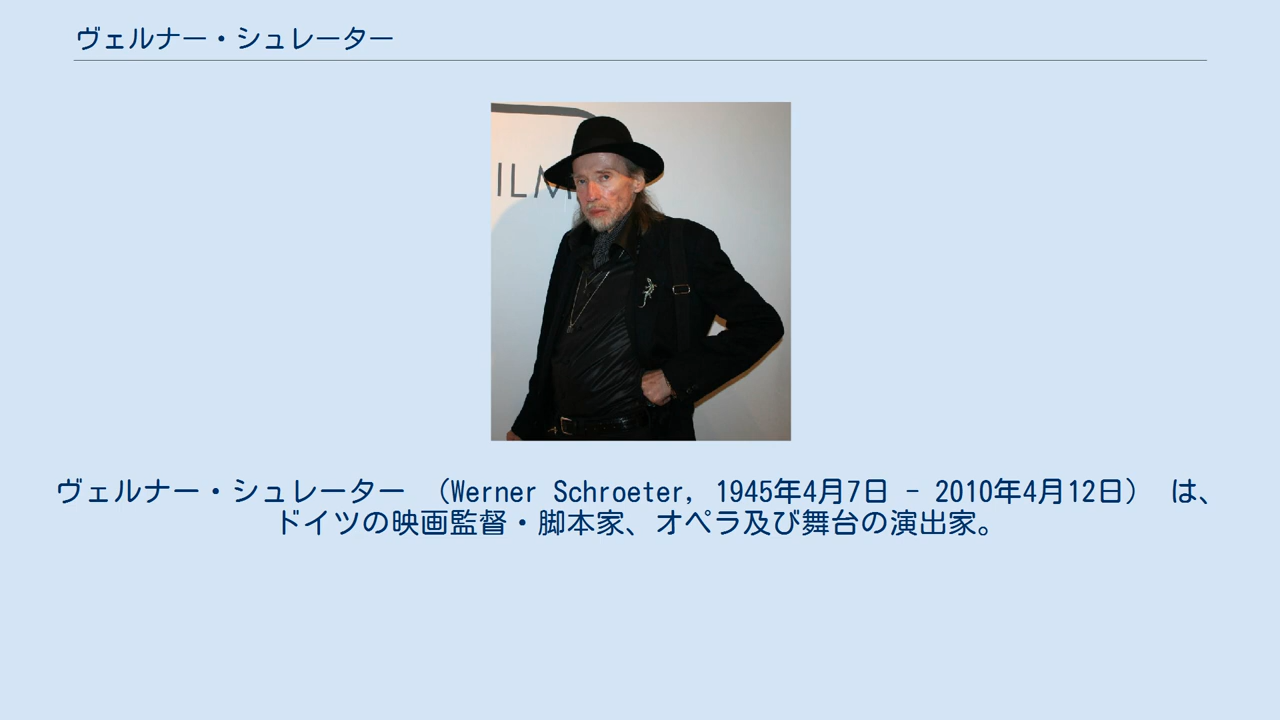 ヴェルナー・シュレーター
ILM
ヴェルナー・シュレーター （Werner Schroeter, 1945年4月7日 - 2010年4月12日） は、
ドイツの映画監督・脚本家、オペラ及び舞台の演出家。